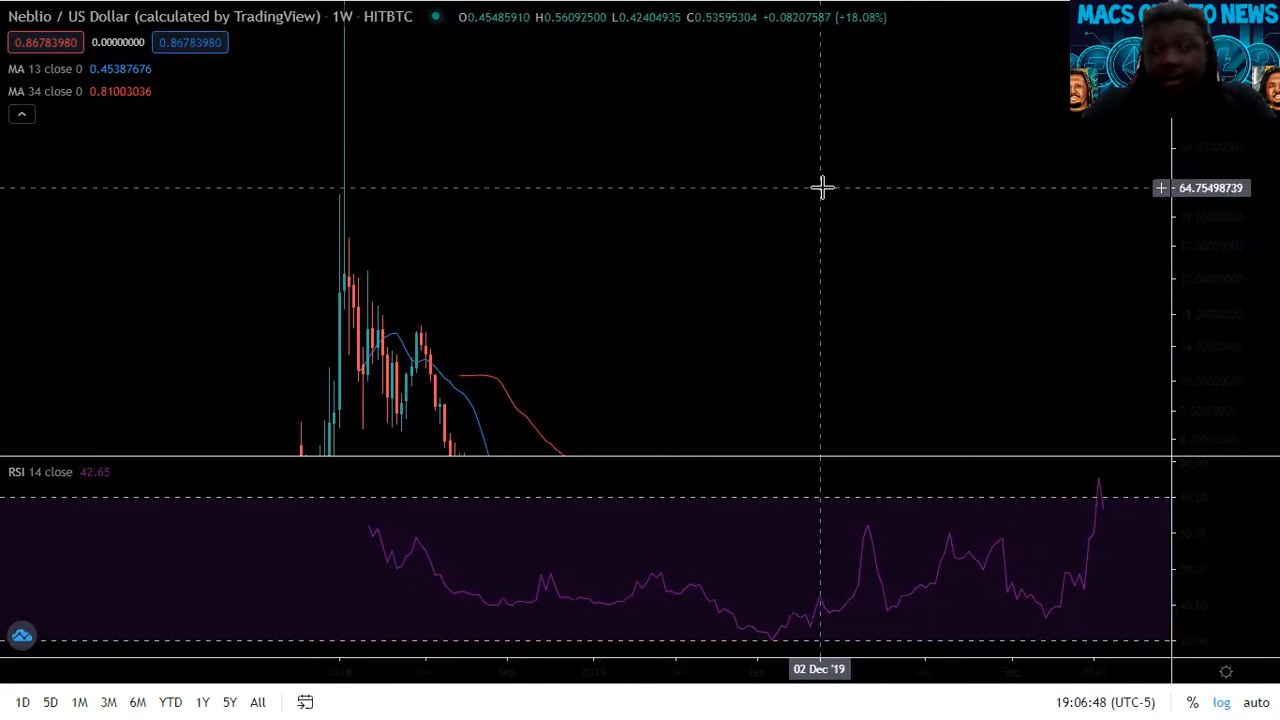 Neblio / US Dollar (calculated by TradingView) · 1W · HITBTC O0.45485910 H0.56092500 L0.42404935 C0.53595304 +0.08207587 (+18.08%)
MACS CRYPTO NEWS
0.86783980 0.00000000 0.86783980
MA 13 close 0 0.45387676
MA 34 close 0 0.81003036
64.75498739
RSI 14 close 42.65
02 Dec '19
1D 5D 1M 3M 6M YTD 1Y 5Y All 19:06:48 (UTC-5) % log auto